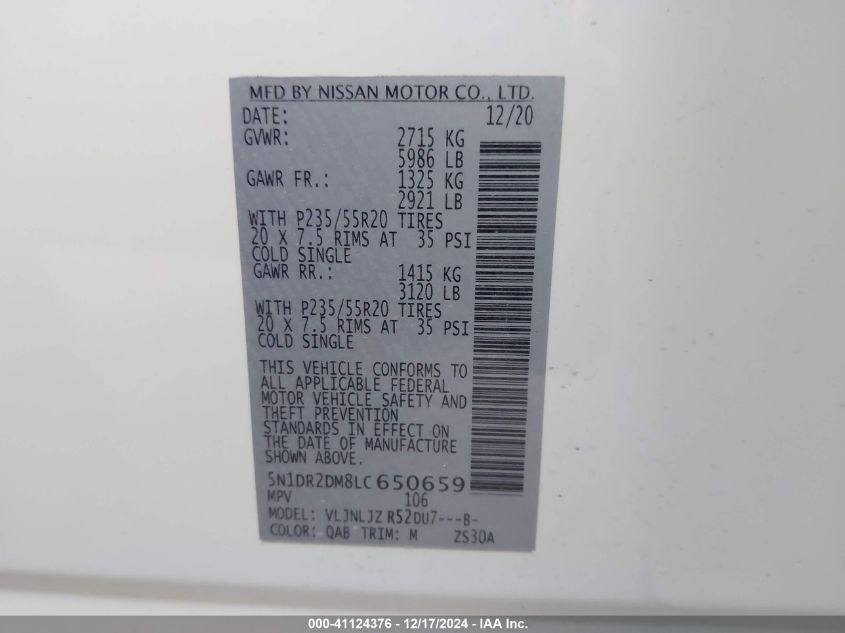 MFD BY NISSAN MOTOR CO., LTD.
DATE: 12/20
GVWR: 2715 KG
5986 LB
GAWR FR.: 1325 KG
2921 LB
WITH P235/55R20 TIRES
20 X 7.5 RIMS AT 35 PSI
COLD SINGLE
GAWR RR.: 1415 KG
3120 LB
WITH P235/55R20 TIRES
20 X 7.5 RIMS AT 35 PSI
COLD SINGLE
THIS VEHICLE CONFORMS TO
ALL APPLICABLE FEDERAL
MOTOR VEHICLE SAFETY AND
THEFT PREVENTION
STANDARDS IN EFFECT ON
THE DATE OF MANUFACTURE
SHOWN ABOVE.
5N1DR2DM8LC650659
MPV 106
MODEL: VLJNLJZ R52DU7---B-
COLOR: QAB TRIM: M ZS30A
000-41124376 - 12/17/2024 - IAA Inc.